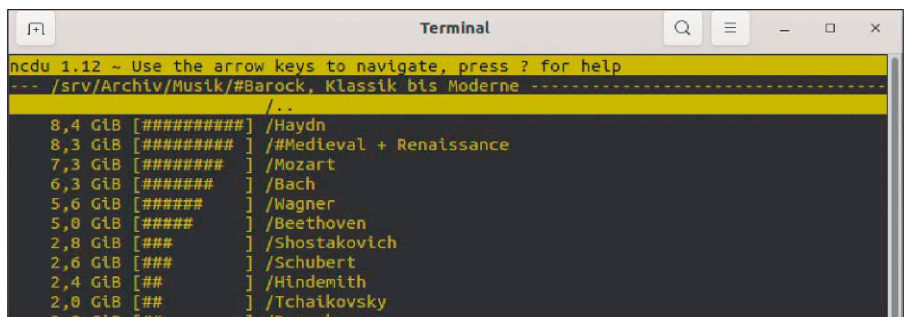 Terminal
ncdu 1.12 ~ Use the arrow keys to navigate, press ? for help
--- /srv/Archiv/Musik/#Barock, Klassik bis Moderne -----------------------------------
/..
8,4 GiB [##########] /Haydn
8,3 GiB [######### ] /#Medieval + Renaissance
7,3 GiB [########  ] /Mozart
6,3 GiB [#######   ] /Bach
5,6 GiB [######    ] /Wagner
5,0 GiB [#####     ] /Beethoven
2,8 GiB [###       ] /Shostakovich
2,6 GiB [###       ] /Schubert
2,4 GiB [##        ] /Hindemith
2,0 GiB [##        ] /Tchaikovsky